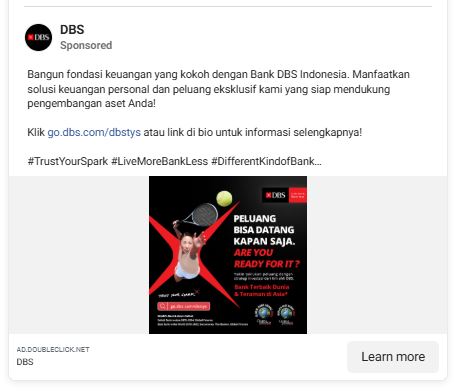 DBS
Sponsored
Bangun fondasi keuangan yang kokoh dengan Bank DBS Indonesia. Manfaatkan
solusi keuangan personal dan peluang eksklusif kami yang siap mendukung
pengembangan aset Anda!
Klik go.dbs.com/dbstys atau link di bio untuk informasi selengkapnya!
#TrustYourSpark #LiveMoreBankLess #DifferentKindofBank...
DBS
PELUANG
BISA DATANG
KAPAN SAJA.
ARE YOU
READY FOR IT?
Bank Terbaik Dunia
& Teraman di Asia*
TRUST YOUR SPARK
go.dbs.com/dbstys
AD.DOUBLECLICK.NET
DBS
Learn more